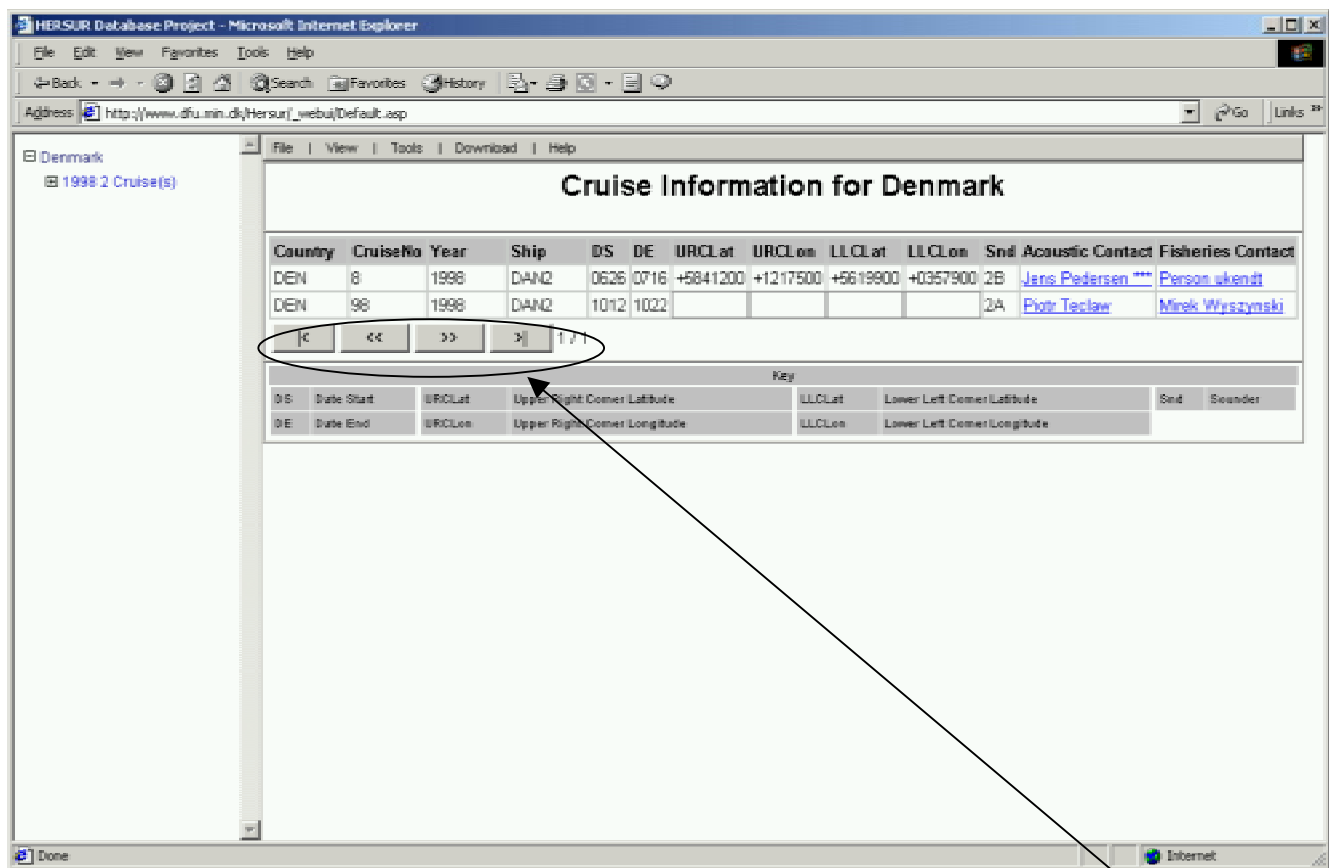 HERSUR Database Project - Microsoft Internet Explorer
File Edit View Favorites Tools Help
Back Search Favorites History
Address http://www.dfu.min.dk/Hersur/_webui/Default.asp Go Links »
Denmark
1998:2 Cruise(s)
File | View | Tools | Download | Help
Cruise Information for Denmark
Country CruiseNo Year Ship DS DE URCLat URCLon LLCLat LLCLon Snd Acoustic Contact Fisheries Contact
DEN 8 1998 DAN2 0626 0716 +5841200 +1217500 +5619900 +0357900 2B Jens Pedersen *** Person ukendt
DEN 98 1998 DAN2 1012 1022 2A Piotr Teclaw Mirek Wyszynski
|< << >> >| 1 / 1
Key
DS Date Start URCLat Upper Right Corner Latitude LLCLat Lower Left Corner Latitude Snd Sounder
DE Date End URCLon Upper Right Corner Longitude LLCLon Lower Left Corner Longitude
Done Internet